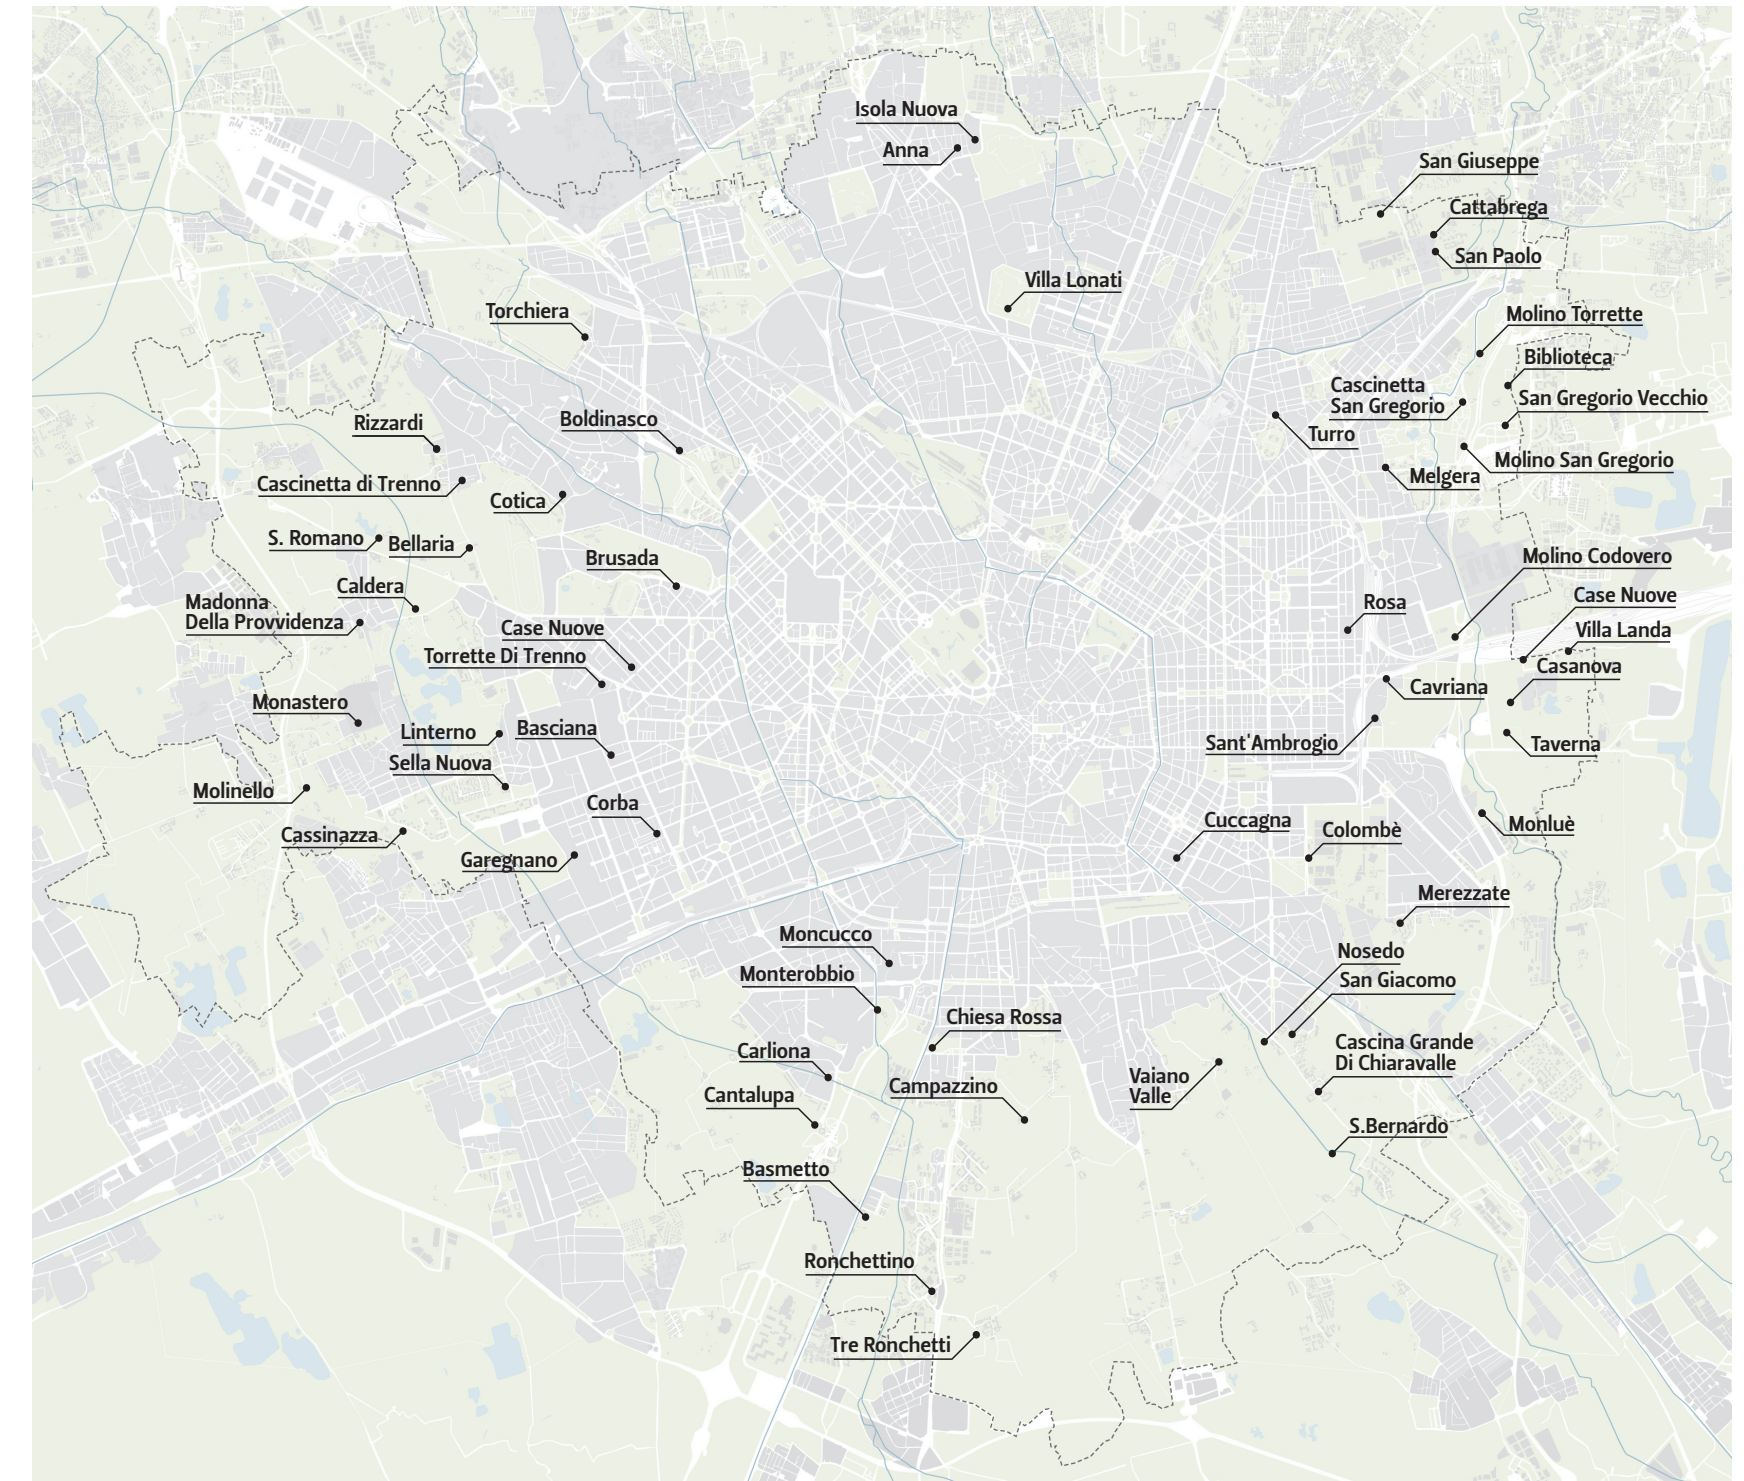 Isola Nuova
Anna
San Giuseppe
Cattabrega
San Paolo
Villa Lonati
Torchiera
Molino Torrette
Biblioteca
Cascinetta
San Gregorio
San Gregorio Vecchio
Rizzardi
Boldinasco
Turro
Molino San Gregorio
Melgera
Cascinetta di Trenno
Cotica
S. Romano
Bellaria
Brusada
Molino Codovero
Caldera
Case Nuove
Madonna
Della Provvidenza
Rosa
Case Nuove
Villa Landa
Torrette Di Trenno
Casanova
Cavriana
Monastero
Linterno
Basciana
Sant'Ambrogio
Taverna
Sella Nuova
Molinello
Corba
Cuccagna
Colombè
Monluè
Cassinazza
Garegnano
Merezzate
Moncucco
Nosedo
Monterobbio
San Giacomo
Chiesa Rossa
Cascina Grande
Di Chiaravalle
Carliona
Campazzino
Vaiano
Valle
Cantalupa
S.Bernardo
Basmetto
Ronchettino
Tre Ronchetti